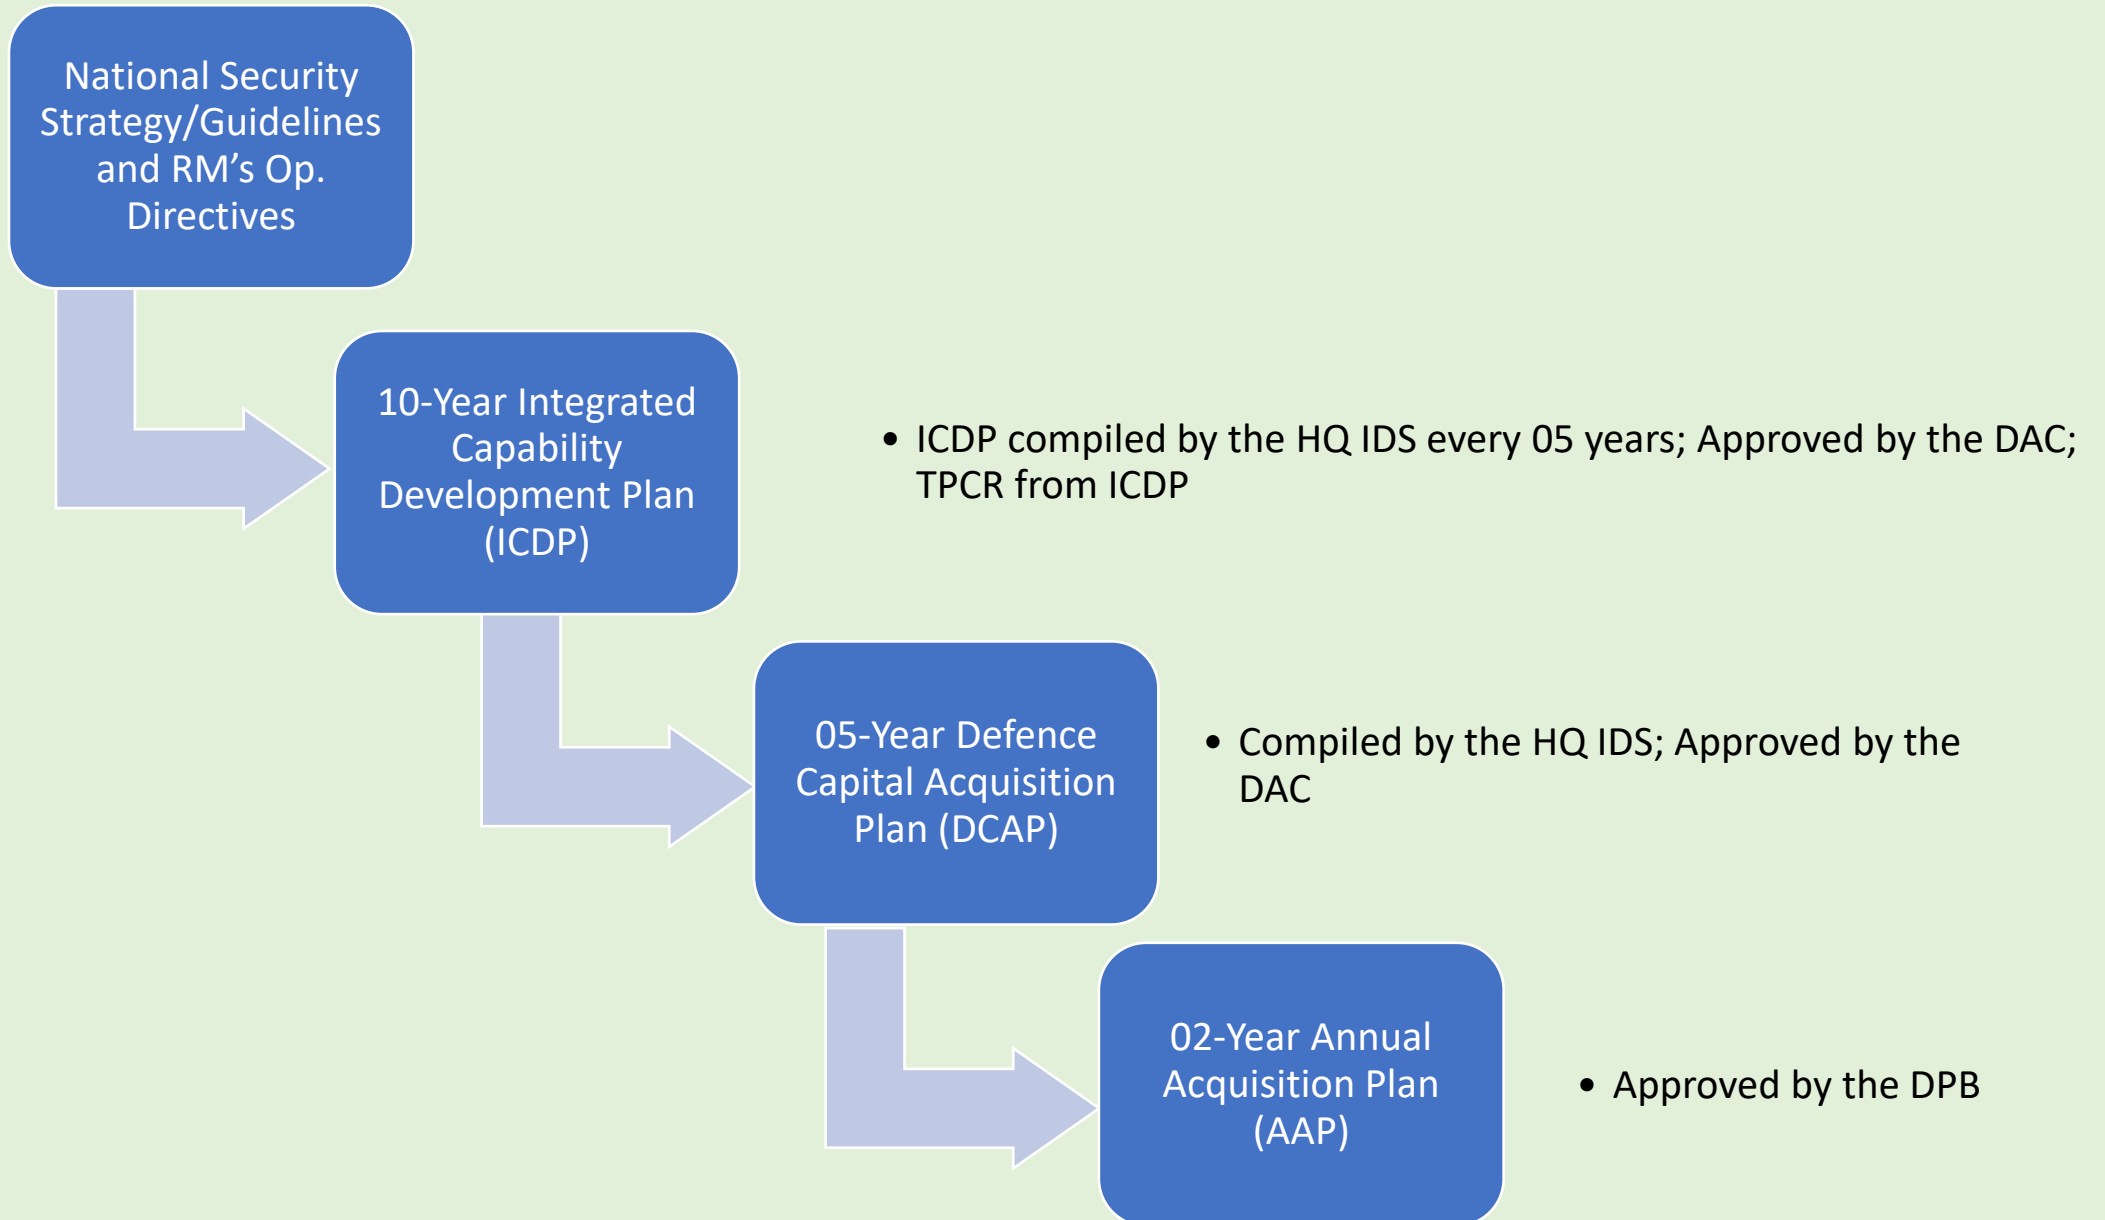 National Security
Strategy/Guidelines
and RM’s Op.
Directives
10-Year Integrated
Capability
Development Plan
(ICDP)
• ICDP compiled by the HQ IDS every 05 years; Approved by the DAC;
TPCR from ICDP
05-Year Defence
Capital Acquisition
Plan (DCAP)
• Compiled by the HQ IDS; Approved by the
DAC
02-Year Annual
Acquisition Plan
(AAP)
• Approved by the DPB